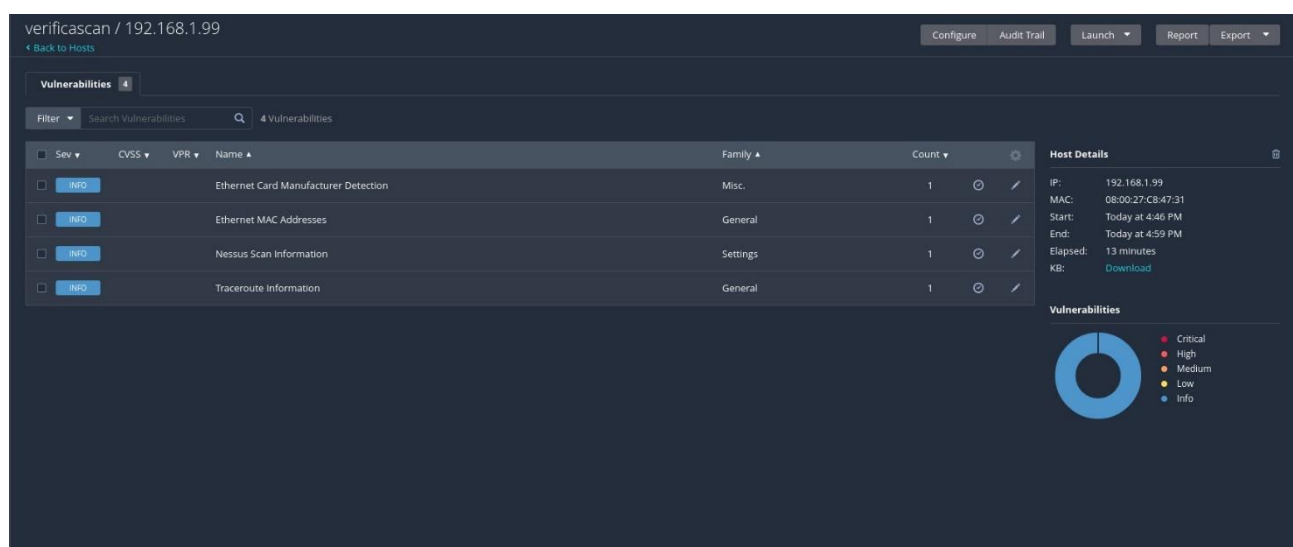 verificascan / 192.168.1.99
Back to Hosts
Configure Audit Trail Launch Report Export
Vulnerabilities 4
Filter Search Vulnerabilities 4 Vulnerabilities
Sev CVSS VPR Name Family Count
INFO Ethernet Card Manufacturer Detection Misc. 1
INFO Ethernet MAC Addresses General 1
INFO Nessus Scan Information Settings 1
INFO Traceroute Information General 1
Host Details
IP: 192.168.1.99
MAC: 08:00:27:C8:47:31
Start: Today at 4:46 PM
End: Today at 4:59 PM
Elapsed: 13 minutes
KB: Download
Vulnerabilities
Critical
High
Medium
Low
Info